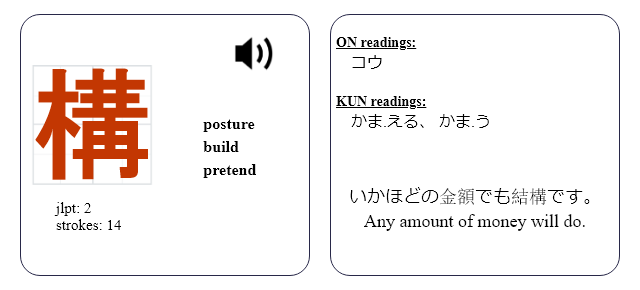 構
posture
build
pretend
jlpt: 2
strokes: 14
ON readings:
コウ
KUN readings:
かま.える、 かま.う
いかほどの金額でも結構です。
Any amount of money will do.